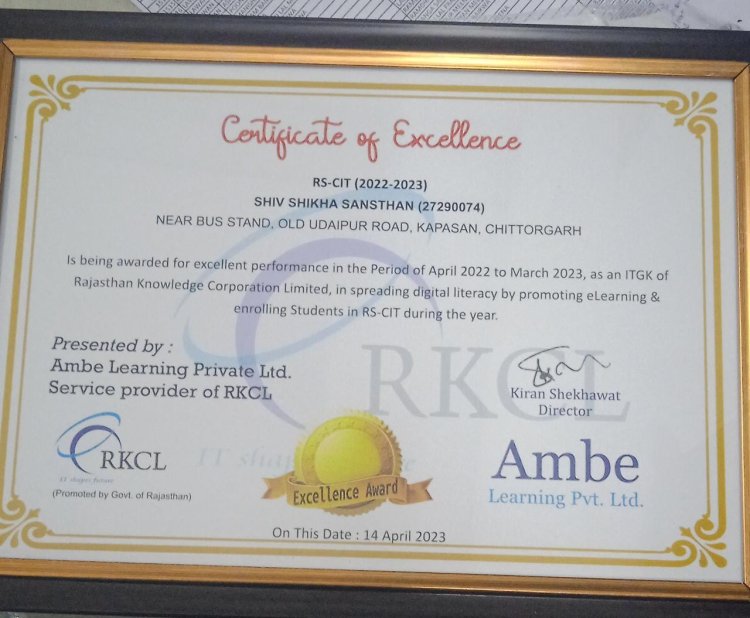 Certificate of Excellence
RS-CIT (2022-2023)
SHIV SHIKHA SANSTHAN (27290074)
NEAR BUS STAND, OLD UDAIPUR ROAD, KAPASAN, CHITTORGARH
Is being awarded for excellent performance in the Period of April 2022 to March 2023, as an ITGK of
Rajasthan Knowledge Corporation Limited, in spreading digital literacy by promoting eLearning &
enrolling Students in RS-CIT during the year.
Presented by :
Ambe Learning Private Ltd.
Service provider of RKCL
Kiran Shekhawat
Director
RKCL
RKCL
IT shapes future
(Promoted by Govt. of Rajasthan)
Excellence Award
Ambe
Learning Pvt. Ltd.
On This Date : 14 April 2023